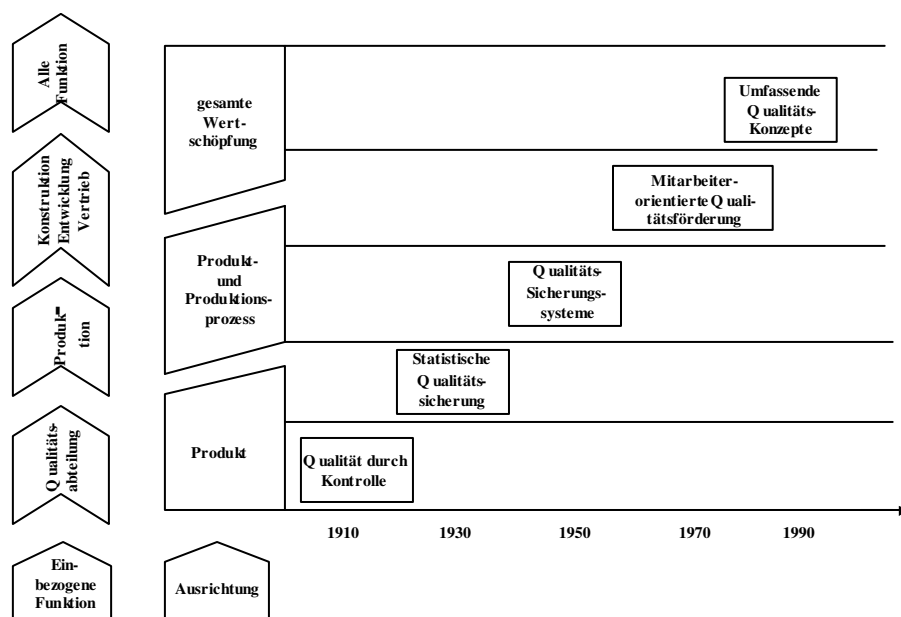 Alle
Funktion
Konstruktion
Entwicklung
Vertrieb
Produk-
tion
Qualitäts-
abteilung
Ein-
bezogene
Funktion
gesamte
Wert-
schöpfung
Produkt-
und
Produktions-
prozess
Produkt
Ausrichtung
Umfassende
Qualitäts-
Konzepte
Mitarbeiter-
orientierte Quali-
tätsförderung
Qualitäts-
Sicherungs-
systeme
Statistische
Qualitäts-
sicherung
Qualität durch
Kontrolle
1910
1930
1950
1970
1990